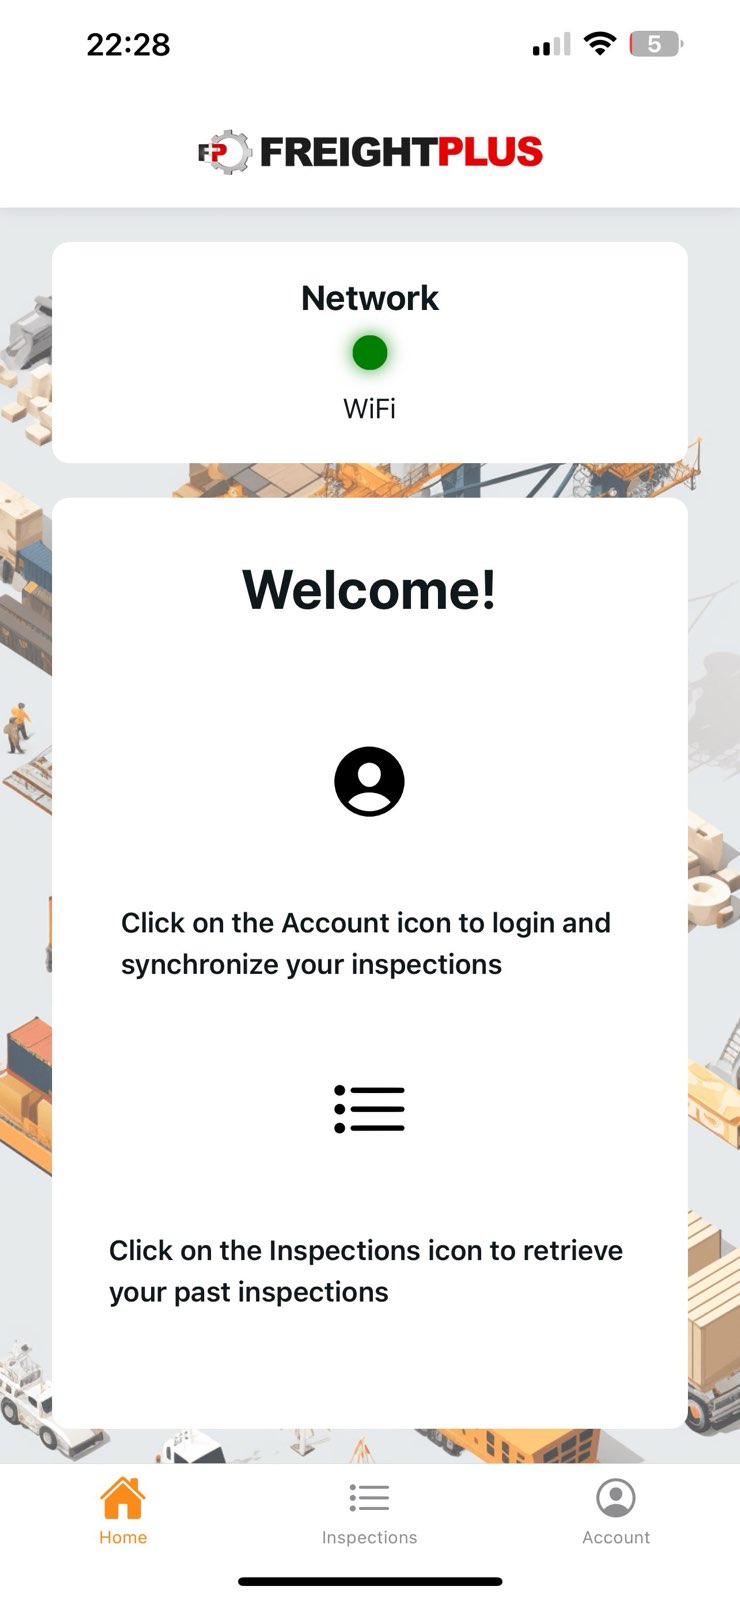 22:28
5
FP FREIGHTPLUS
Network
WiFi
Welcome!
Click on the Account icon to login and
synchronize your inspections
Click on the Inspections icon to retrieve
your past inspections
Home
Inspections
Account